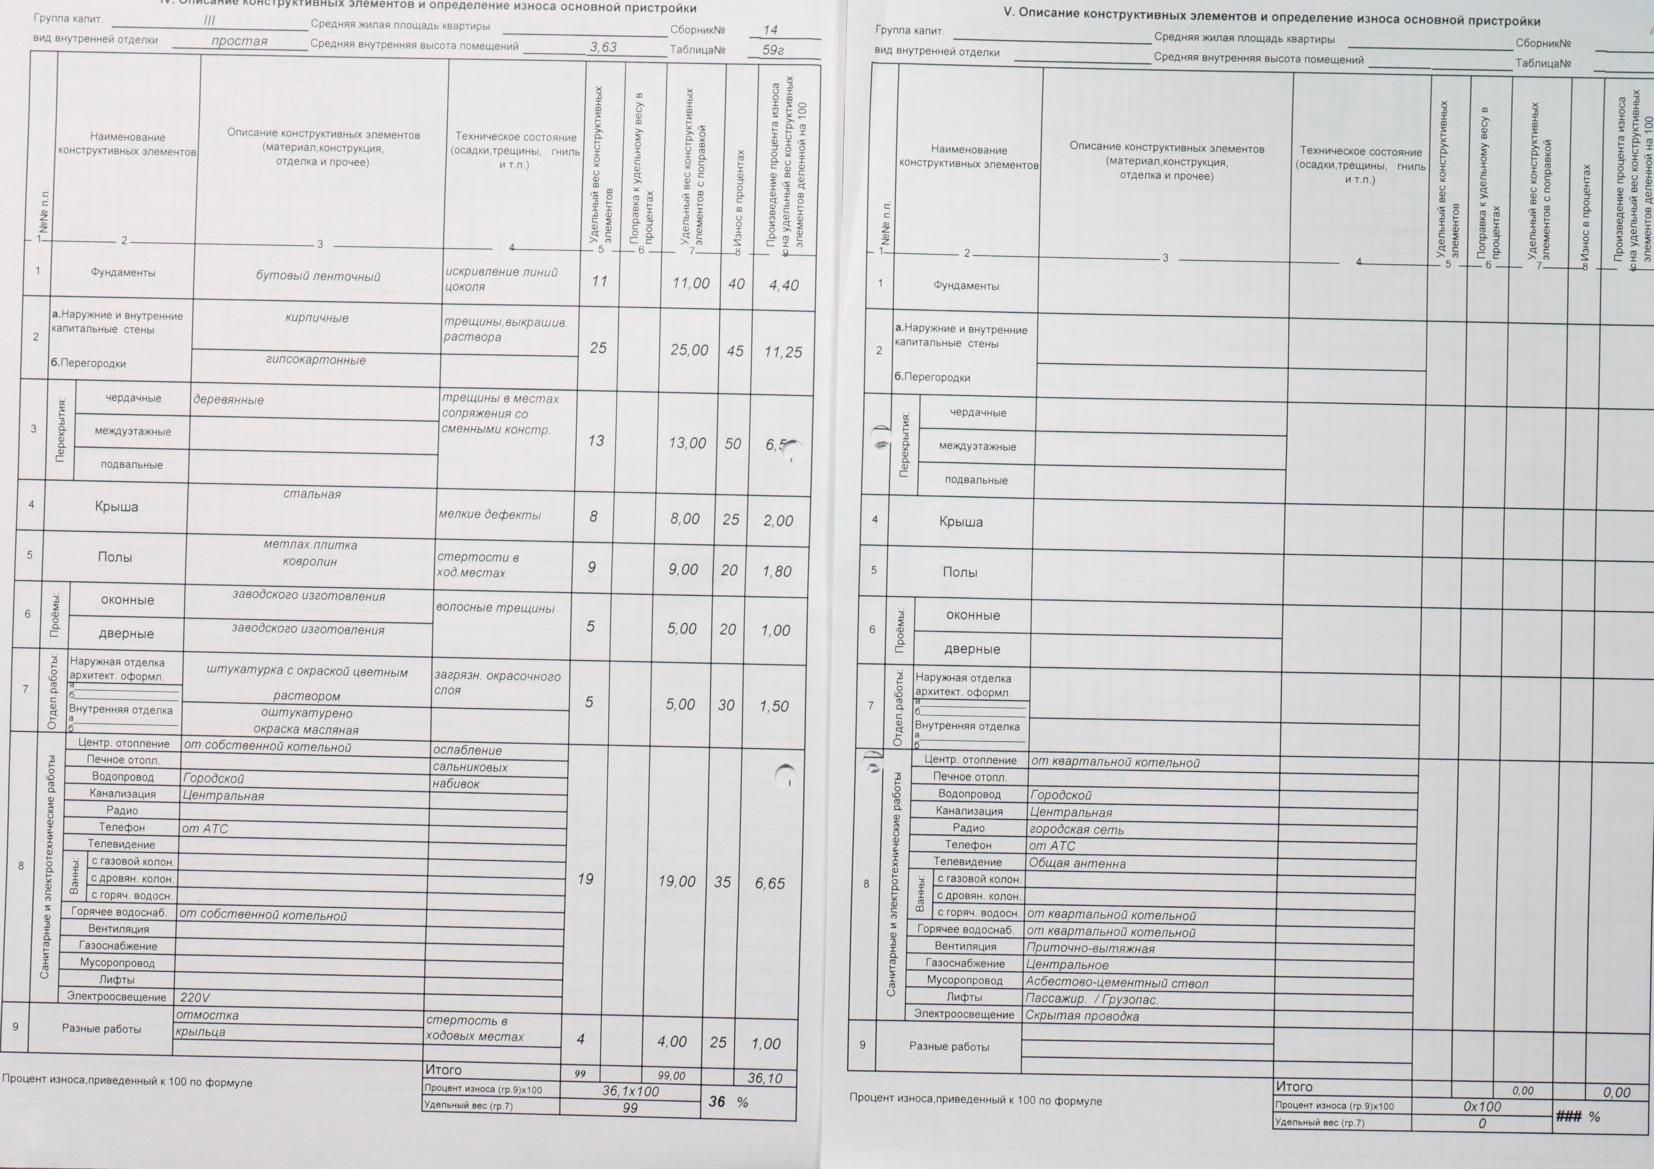 IV. Описание конструктивных элементов и определение износа основной пристройки
Группа капит. III Средняя жилая площадь квартиры Сборник№ 14
вид внутренней отделки простая Средняя внутренняя высота помещений 3,63 Таблица№ 59г
№№ п.п.
Наименование
конструктивных элементов
Описание конструктивных элементов
(материал,конструкция,
отделка и прочее)
Техническое состояние
(осадки,трещины, гниль
и т.п.)
Удельный вес конструктивных
элементов
Поправка к удельному весу в
процентах
Удельный вес конструктивных
элементов с поправкой
Износ в процентах
Произведение процента износа
на удельный вес конструктивных
элементов деленной на 100
1 2 3 4 5 6 7 8 9
1 Фундаменты бутовый ленточный искривление линий
цоколя 11 11,00 40 4,40
2 а.Наружние и внутренние
капитальные стены кирпичные трещины,выкрашив.
раствора 25 25,00 45 11,25
б.Перегородки гипсокартонные
3 Перекрытия: чердачные деревянные трещины в местах
сопряжения со
сменными констр. 13 13,00 50 6,5
междуэтажные
подвальные
4 Крыша стальная мелкие дефекты 8 8,00 25 2,00
5 Полы метлах.плитка
ковролин стертости в
ход.местах 9 9,00 20 1,80
6 Проёмы: оконные заводского изготовления волосные трещины 5 5,00 20 1,00
дверные заводского изготовления
7 Отдел.работы: Наружная отделка
архитект. оформл. штукатурка с окраской цветным
раствором загрязн. окрасочного
слоя 5 5,00 30 1,50
а
б
Внутренняя отделка оштукатурено
а окраска масляная
б
8 Санитарные и электротехнические работы 19 19,00 35 6,65
Центр. отопление от собственной котельной ослабление
Печное отопл. сальниковых
Водопровод Городской набивок
Канализация Центральная
Радио
Телефон от АТС
Телевидение
Ванны: с газовой колон.
с дровян. колон.
с горяч. водосн.
Горячее водоснаб. от собственной котельной
Вентиляция
Газоснабжение
Мусоропровод
Лифты
Электроосвещение 220V
9 Разные работы отмостка
крыльца стертость в
ходовых местах 4 4,00 25 1,00
Итого 99 99,00 36,10
Процент износа,приведенный к 100 по формуле Процент износа (гр.9)х100 36,1x100 36 %
Удельный вес (гр.7) 99
V. Описание конструктивных элементов и определение износа основной пристройки
Группа капит. Средняя жилая площадь квартиры Сборник№
вид внутренней отделки Средняя внутренняя высота помещений Таблица№
№№ п.п.
Наименование
конструктивных элементов
Описание конструктивных элементов
(материал,конструкция,
отделка и прочее)
Техническое состояние
(осадки,трещины, гниль
и т.п.)
Удельный вес конструктивных
элементов
Поправка к удельному весу в
процентах
Удельный вес конструктивных
элементов с поправкой
Износ в процентах
Произведение процента износа
на удельный вес конструктивных
элементов деленной на 100
1 2 3 4 5 6 7 8 9
1 Фундаменты
2 а.Наружние и внутренние
капитальные стены
б.Перегородки
3 Перекрытия: чердачные
междуэтажные
подвальные
4 Крыша
5 Полы
6 Проёмы: оконные
дверные
7 Отдел.работы: Наружная отделка
архитект. оформл.
а
б
Внутренняя отделка
а
б
8 Санитарные и электротехнические работы
Центр. отопление от квартальной котельной
Печное отопл.
Водопровод Городской
Канализация Центральная
Радио городская сеть
Телефон от АТС
Телевидение Общая антенна
Ванны: с газовой колон.
с дровян. колон.
с горяч. водосн. от квартальной котельной
Горячее водоснаб. от квартальной котельной
Вентиляция Приточно-вытяжная
Газоснабжение Центральное
Мусоропровод Асбестово-цементный ствол
Лифты Пассажир. / Грузопас.
Электроосвещение Скрытая проводка
9 Разные работы
Итого 0,00 0,00
Процент износа,приведенный к 100 по формуле Процент износа (гр.9)х100 0x100 ### %
Удельный вес (гр.7) 0